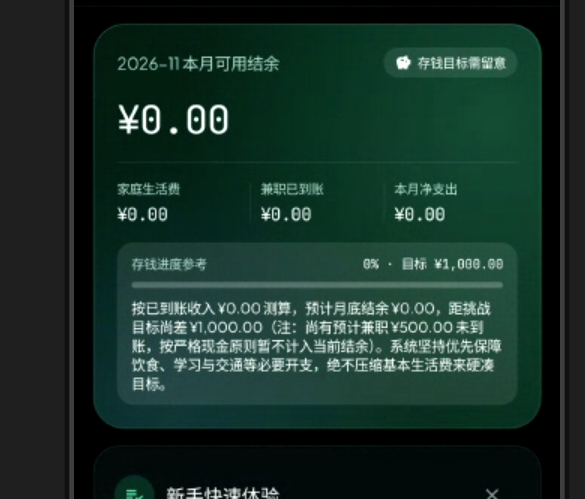 2026-11本月可用结余
存钱目标需留意
¥0.00
家庭生活费
兼职已到账
本月净支出
¥0.00
¥0.00
¥0.00
存钱进度参考
0% · 目标 ¥1,000.00
按已到账收入¥0.00测算，预计月底结余¥0.00，距挑战
目标尚差¥1,000.00（注：尚有预计兼职¥500.00未到
账，按严格现金原则暂不计入当前结余）。系统坚持优先保障
饮食、学习与交通等必要开支，绝不压缩基本生活费来硬凑
目标。
新手快速体验